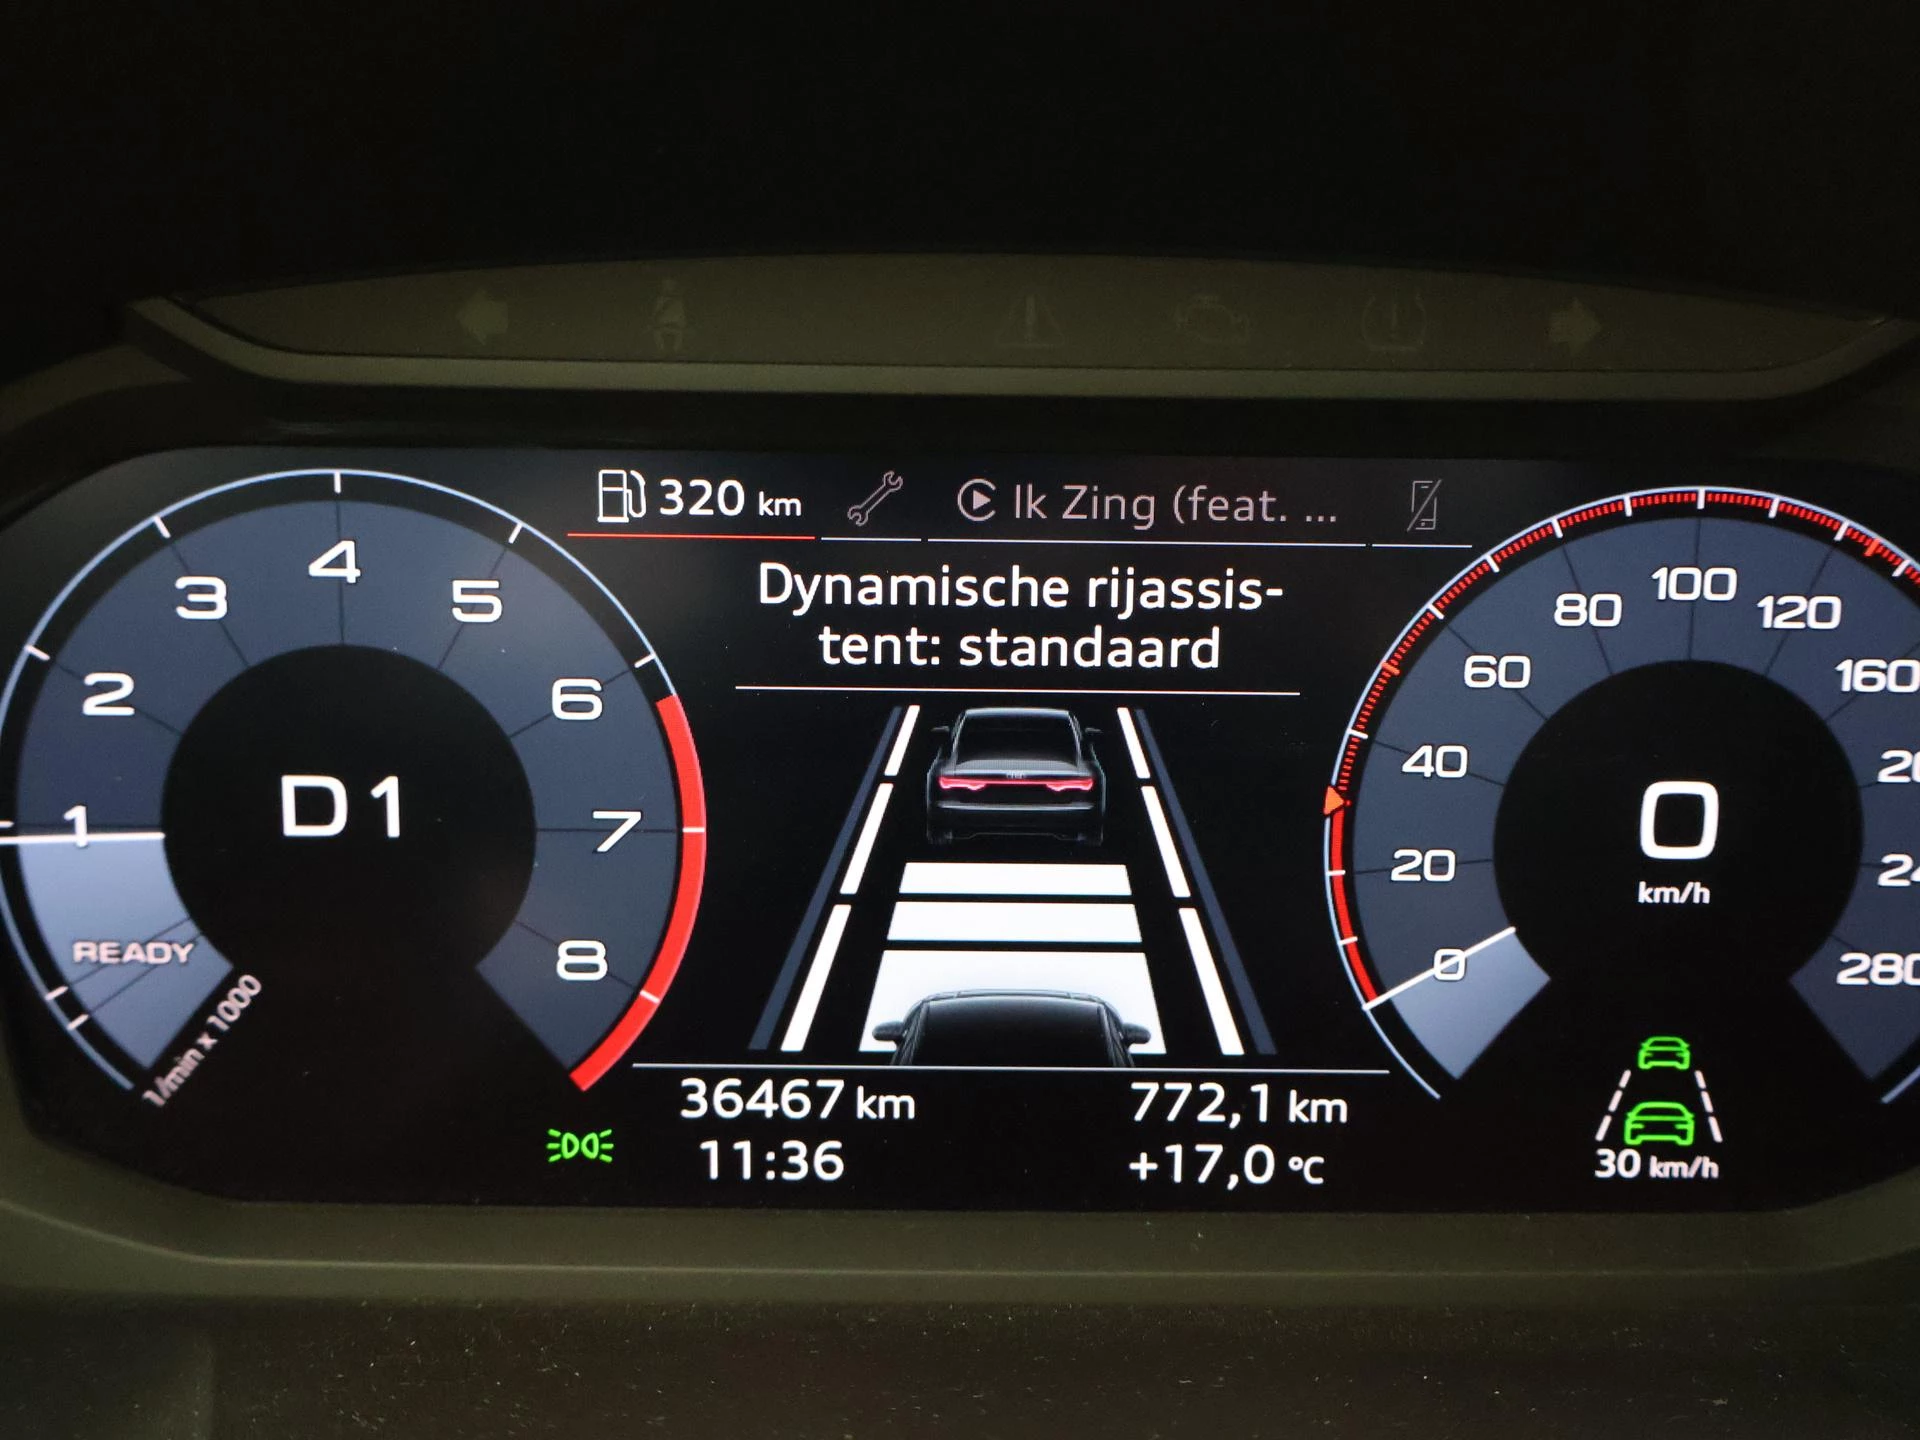 320 km
Ik Zing (feat. ...
Dynamische rijassis-
tent: standaard
1
2
3
4
5
6
7
8
D1
READY
1/min x 1000
0
20
40
60
80
100
120
160
280
0
km/h
36467 km
772,1 km
11:36
+17,0 °C
30 km/h